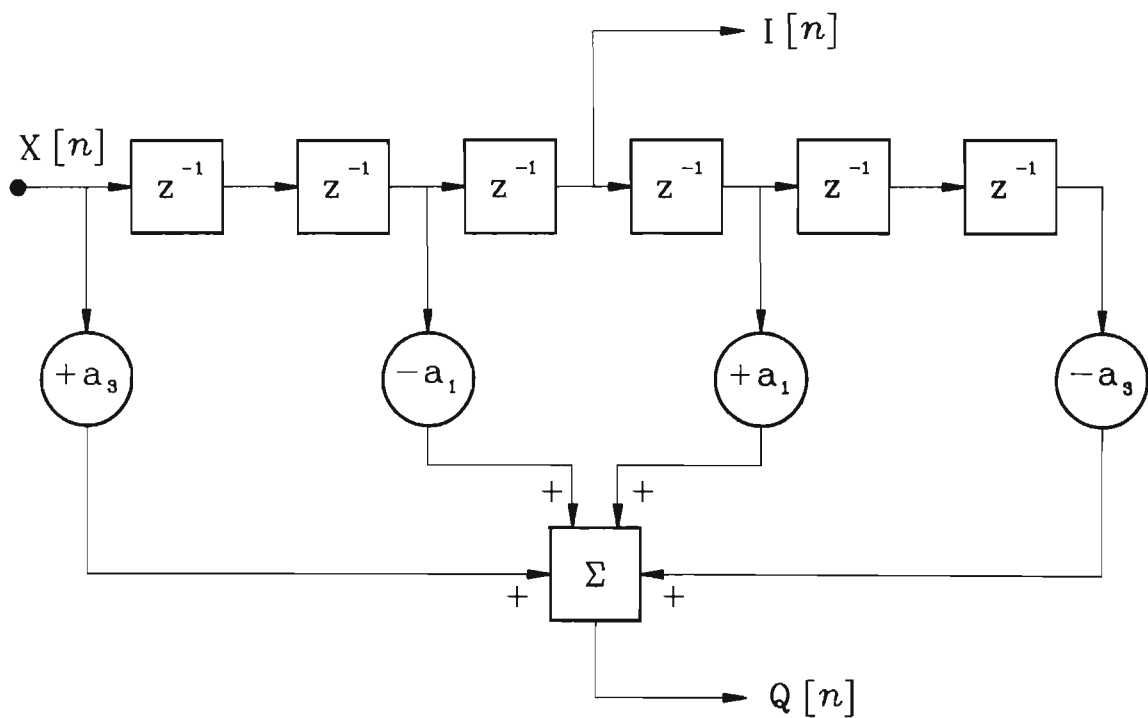 I [n]
X [n]
z⁻¹ z⁻¹ z⁻¹ z⁻¹ z⁻¹ z⁻¹
+a₃ −a₁ +a₁ −a₃
+ +
Σ
+ +
Q [n]